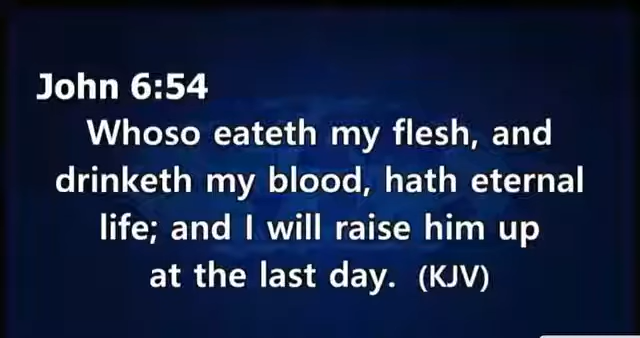 John 6:54
Whoso eateth my flesh, and
drinketh my blood, hath eternal
life; and I will raise him up
at the last day. (KJV)